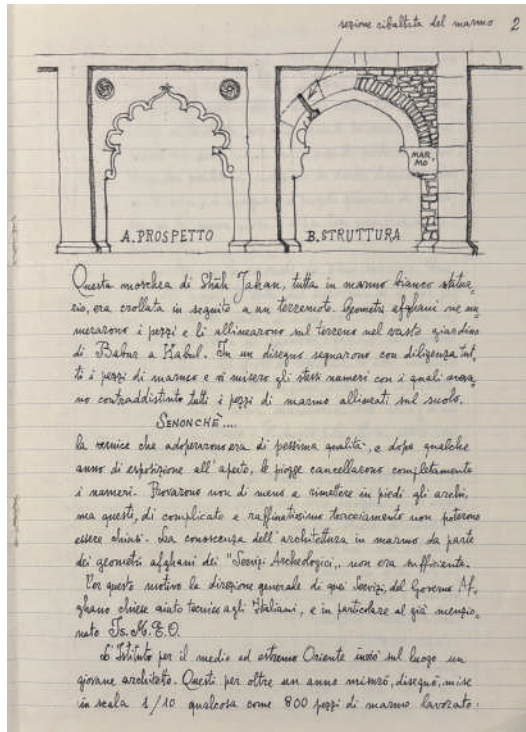 sezione ribaltata del marmo
2
MAR,
MO
A. PROSPETTO
B. STRUTTURA
Questa moschea di Shāh Jahan, tutta in marmo bianco statua,
rio, era crollata in seguito a un terremoto. Geometri afghani ne nu,
merarono i pezzi e li allinearono sul terreno nel vasto giardino
di Babur a Kabul. In un disegno segnarono con diligenza tut,
ti i pezzi di marmo e vi misero gli stessi numeri con i quali aveva,
no contraddistinto tutti i pezzi di marmo allineati sul suolo.
SENONCHÈ....
la vernice che adoperarono era di pessima qualità, e dopo qualche
anno di esposizione all'aperto, le piogge cancellarono completamente
i numeri. Provarono non di meno a rimettere in piedi gli archi,
ma questi, di complicato e raffinatissimo tracciamento non poterono
essere chiusi. La conoscenza dell'architettura in marmo da parte
dei geometri afghani dei "Servizi Archeologici,, non era sufficiente.
Per questo motivo la direzione generale di quei Servizi, del Governo Af,
ghano chiese aiuto tecnico agli Italiani, e in particolare al già menzio,
nato Is.M.E.O.
L'Istituto per il medio ed estremo Oriente inviò sul luogo un
giovane architetto. Questi per oltre un anno misurò, disegnò, mise
in scala 1/10 qualcosa come 800 pezzi di marmo lavorato: